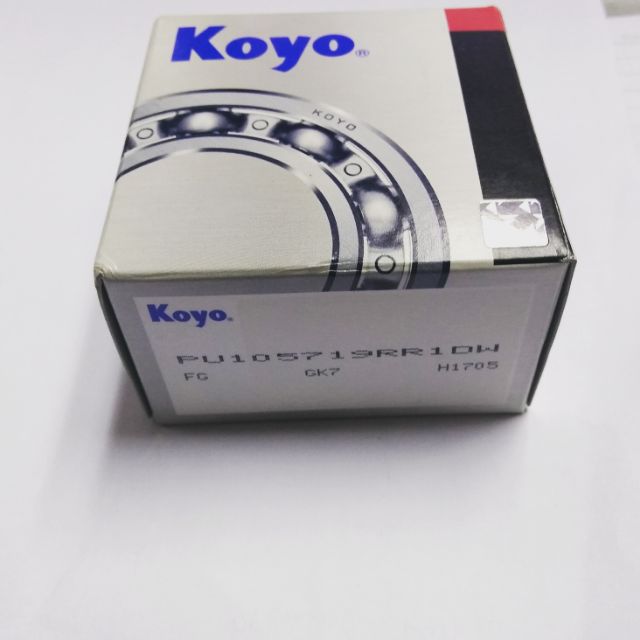 Koyo®
KOYO
Koyo®
PU105719RR1DW
FG GK7 H1705